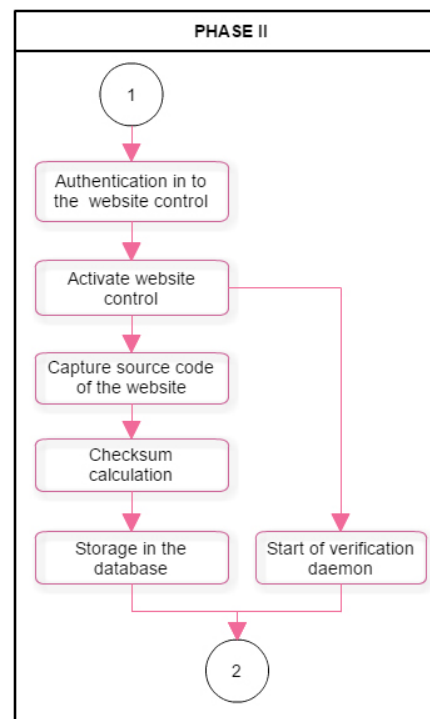 PHASE II
1
Authentication in to
the website control
Activate website
control
Capture source code
of the website
Checksum
calculation
Storage in the
database
Start of verification
daemon
2